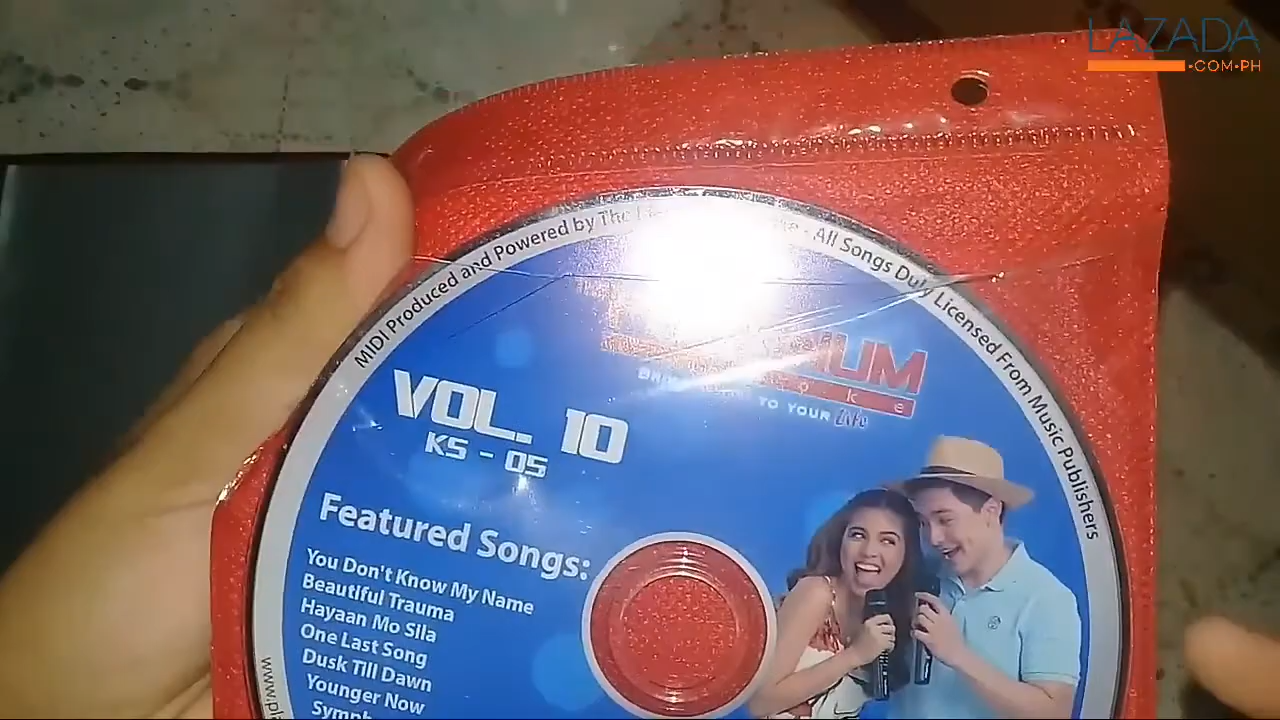 LAZADA
.COM.PH
MIDI Produced and Powered by The
- All Songs Duly Licensed From Music Publishers
VOL. 10
KS - 05
TO YOUR Life
Featured Songs:
You Don't Know My Name
Beautiful Trauma
Hayaan Mo Sila
One Last Song
Dusk Till Dawn
Younger Now